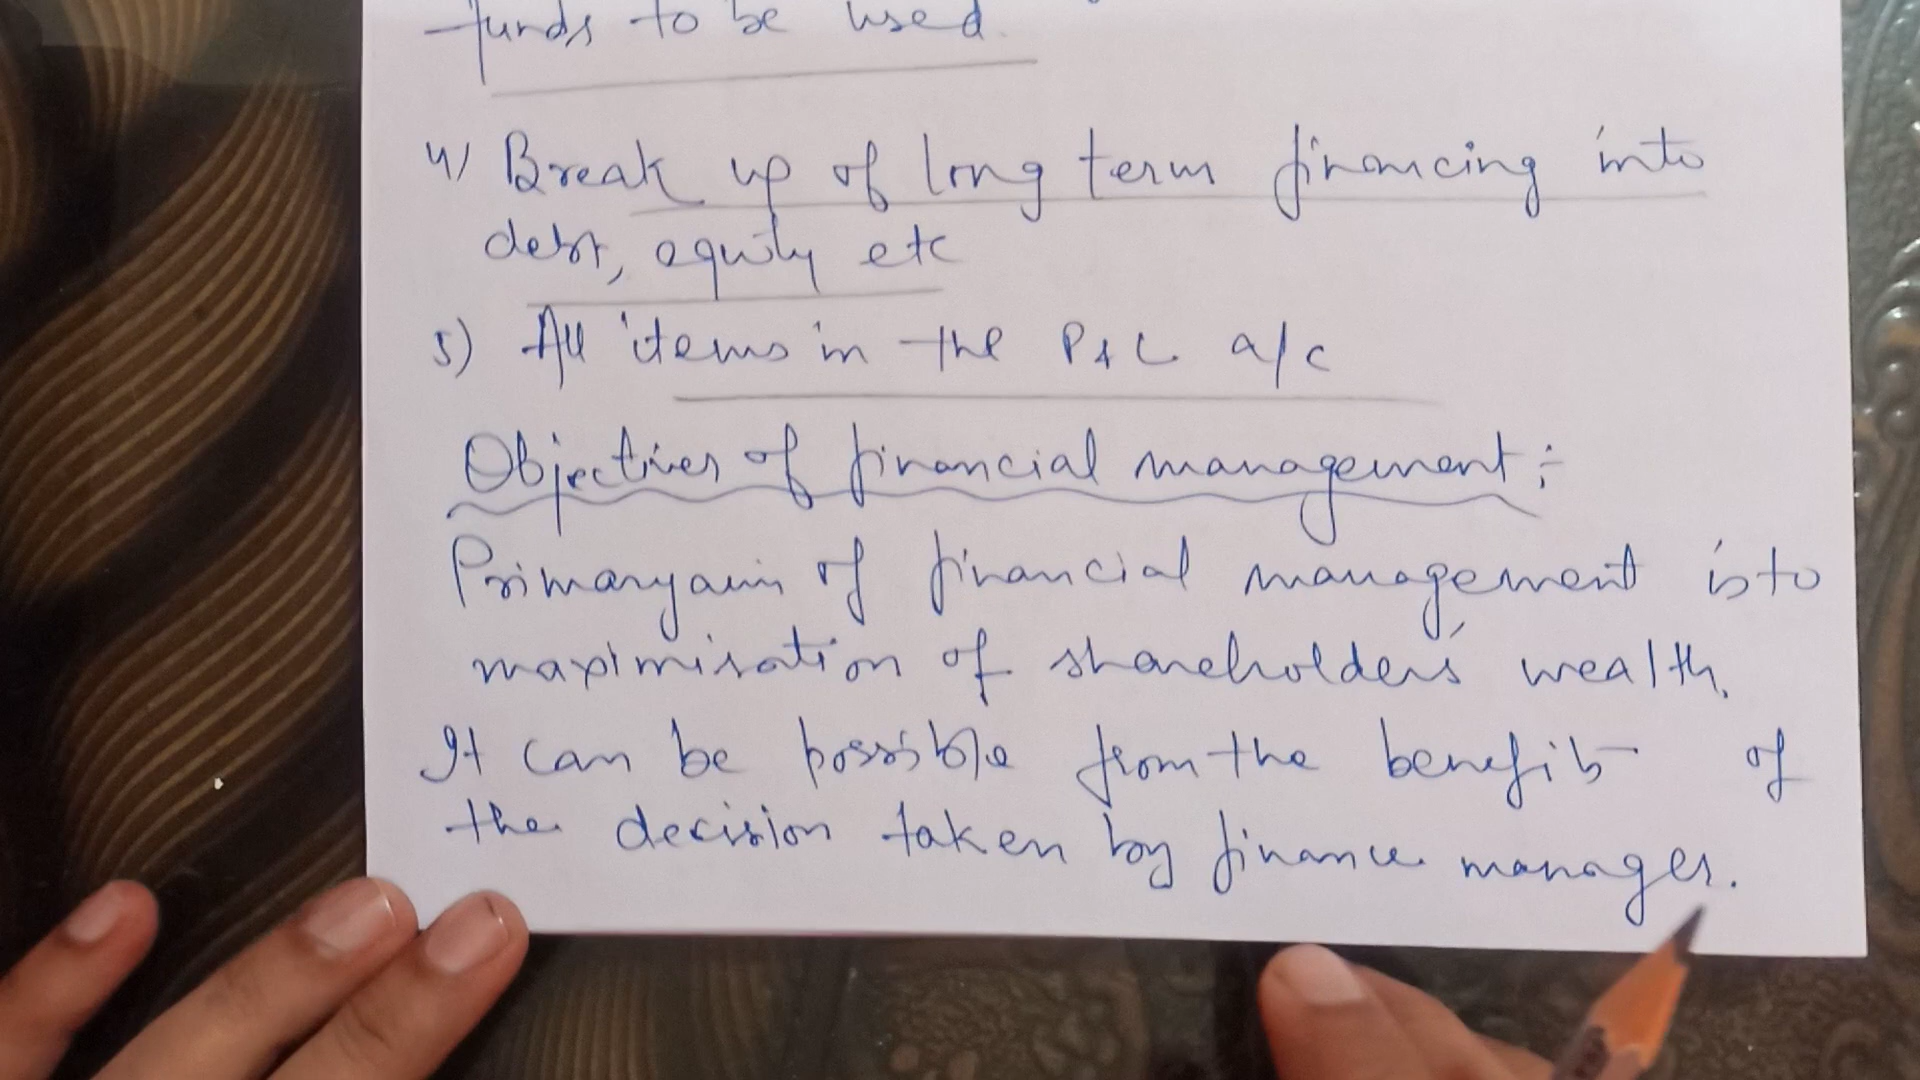 funds to be used.
4) Break up of long term financing into
debt, equity etc
5) All items in the P&L a/c
Objectives of financial management:
Primary aim of financial management is to
maximisation of shareholders' wealth.
It can be possible from the benefits of
the decision taken by finance manager.